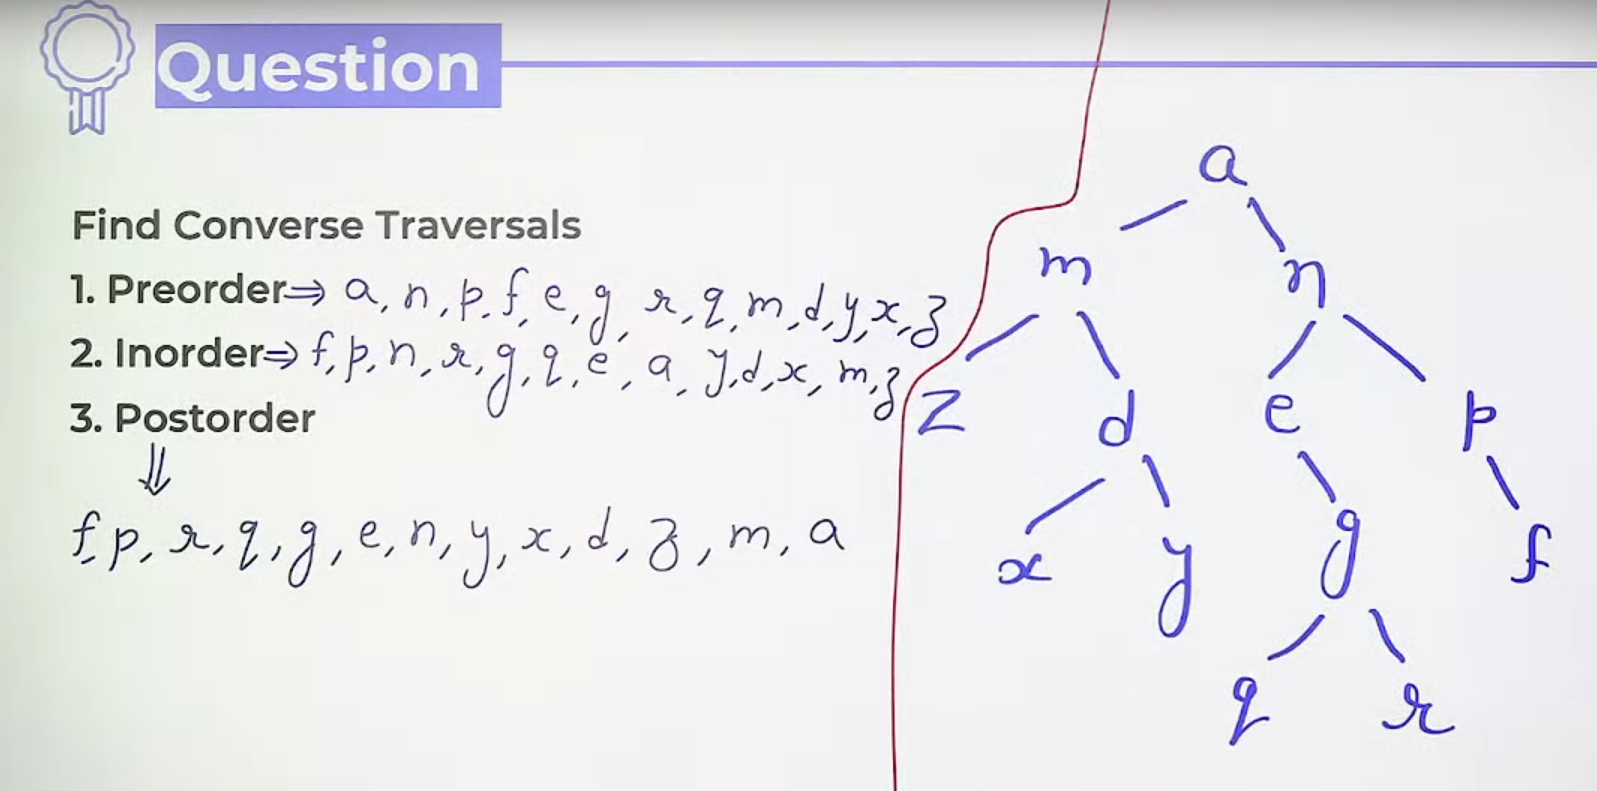 Question
Find Converse Traversals
1. Preorder⇒ a, n, p, f, e, g, r, q, m, d, y, x, z
2. Inorder⇒ f, p, n, r, g, q, e, a, y, d, x, m, z
3. Postorder
⇓
f, p, r, q, g, e, n, y, x, d, z, m, a
a
m n
z d e p
x y g f
q r